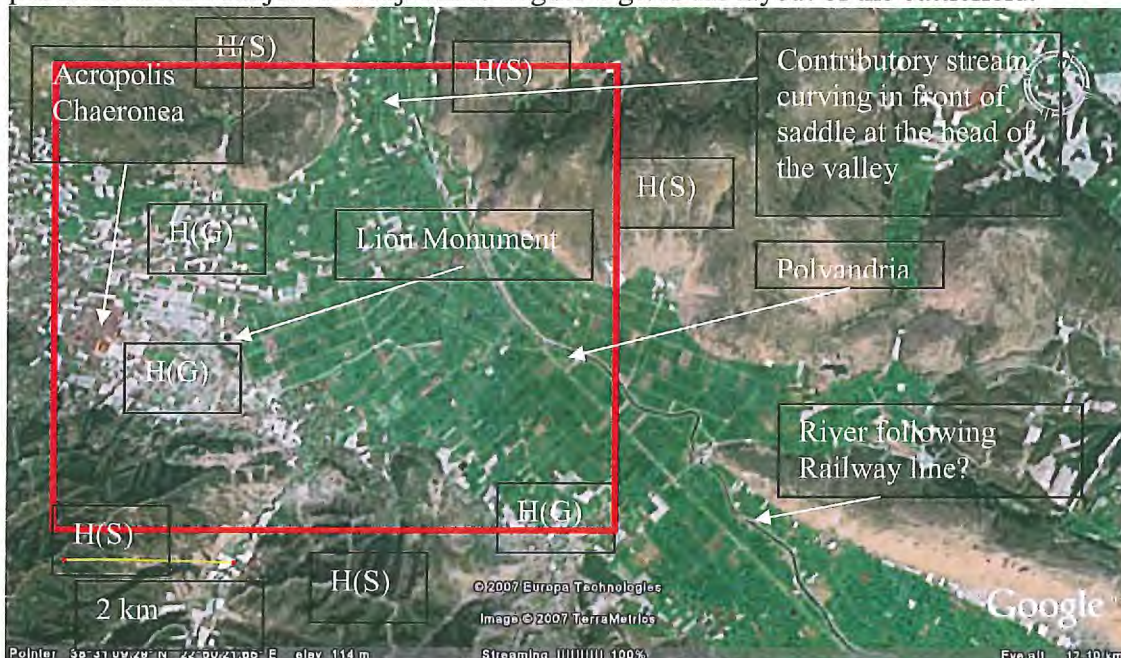 H(S)
H(S)
Acropolis
Chaeronea
Contributory stream
curving in front of
saddle at the head of
the valley
H(S)
H(G)
Lion Monument
Polyandria
H(G)
River following
Railway line?
H(G)
H(S)
H(S)
2 km
© 2007 Europa Technologies
Image © 2007 TerraMetrics
Google
Streaming 100%